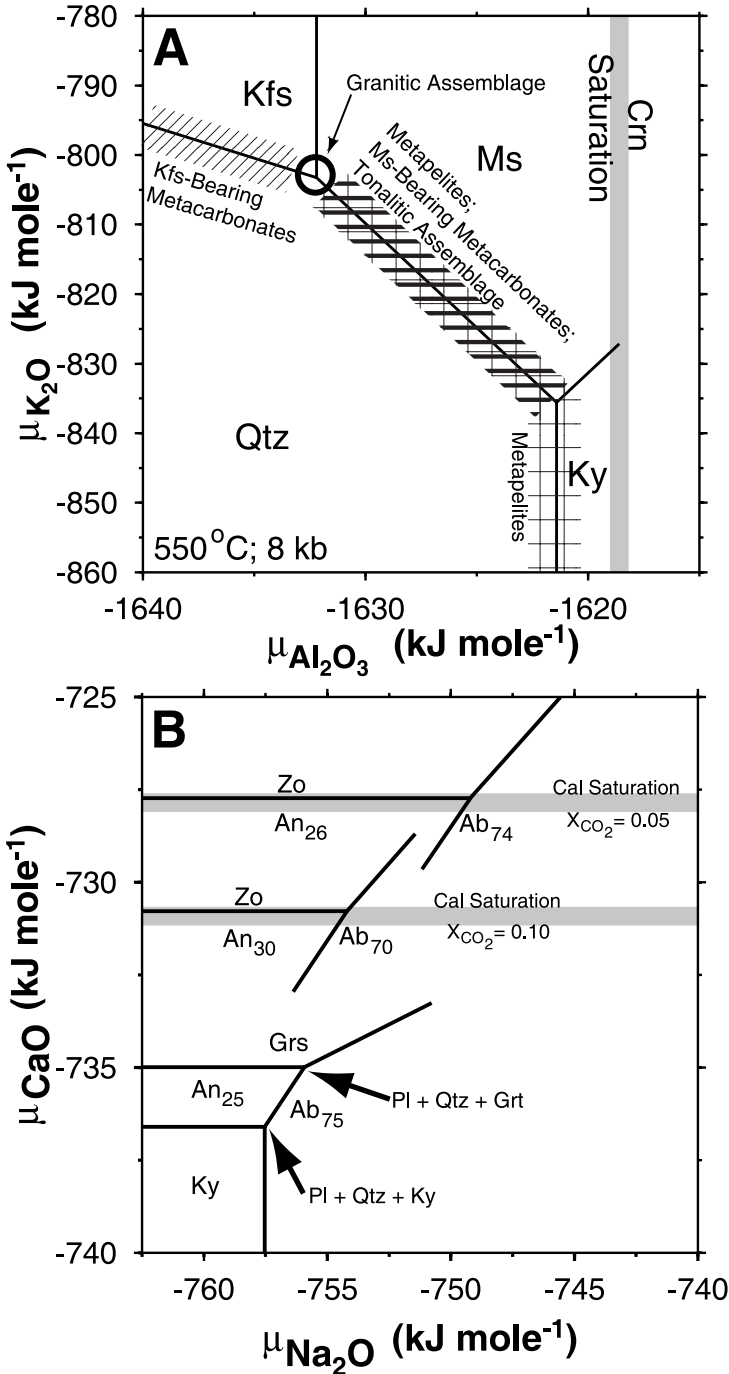 A
-780
-790
-800
-810
-820
-830
-840
-850
-860
μK₂O (kJ mole⁻¹)
Kfs
Granitic Assemblage
Kfs-Bearing
Metacarbonates
Metapelites;
Ms-Bearing Metacarbonates;
Tonalitic Assemblage
Ms
Crn
Saturation
Qtz
Metapelites
Ky
550°C; 8 kb
-1640
-1630
-1620
μAl₂O₃ (kJ mole⁻¹)
B
-725
-730
-735
-740
μCaO (kJ mole⁻¹)
Zo
Cal Saturation
An₂₆
Ab₇₄
XCO₂= 0.05
Zo
Cal Saturation
An₃₀
Ab₇₀
XCO₂= 0.10
Grs
An₂₅
Ab₇₅
Pl + Qtz + Grt
Ky
Pl + Qtz + Ky
-760
-755
-750
-745
-740
μNa₂O (kJ mole⁻¹)